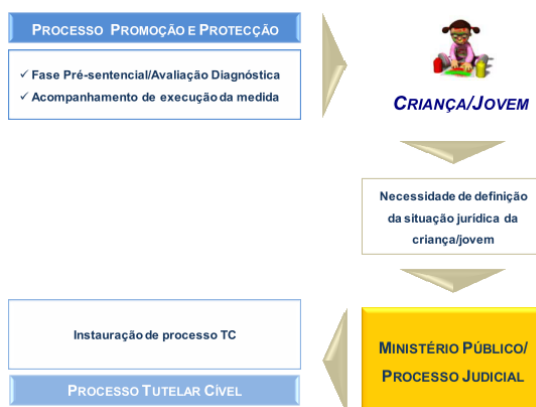 PROCESSO PROMOÇÃO E PROTECÇÃO
✓ Fase Pré-sentencial/Avaliação Diagnóstica
✓ Acompanhamento de execução da medida
CRIANÇA/JOVEM
Necessidade de definição
da situação jurídica da
criança/jovem
MINISTÉRIO PÚBLICO/
PROCESSO JUDICIAL
Instauração de processo TC
PROCESSO TUTELAR CÍVEL